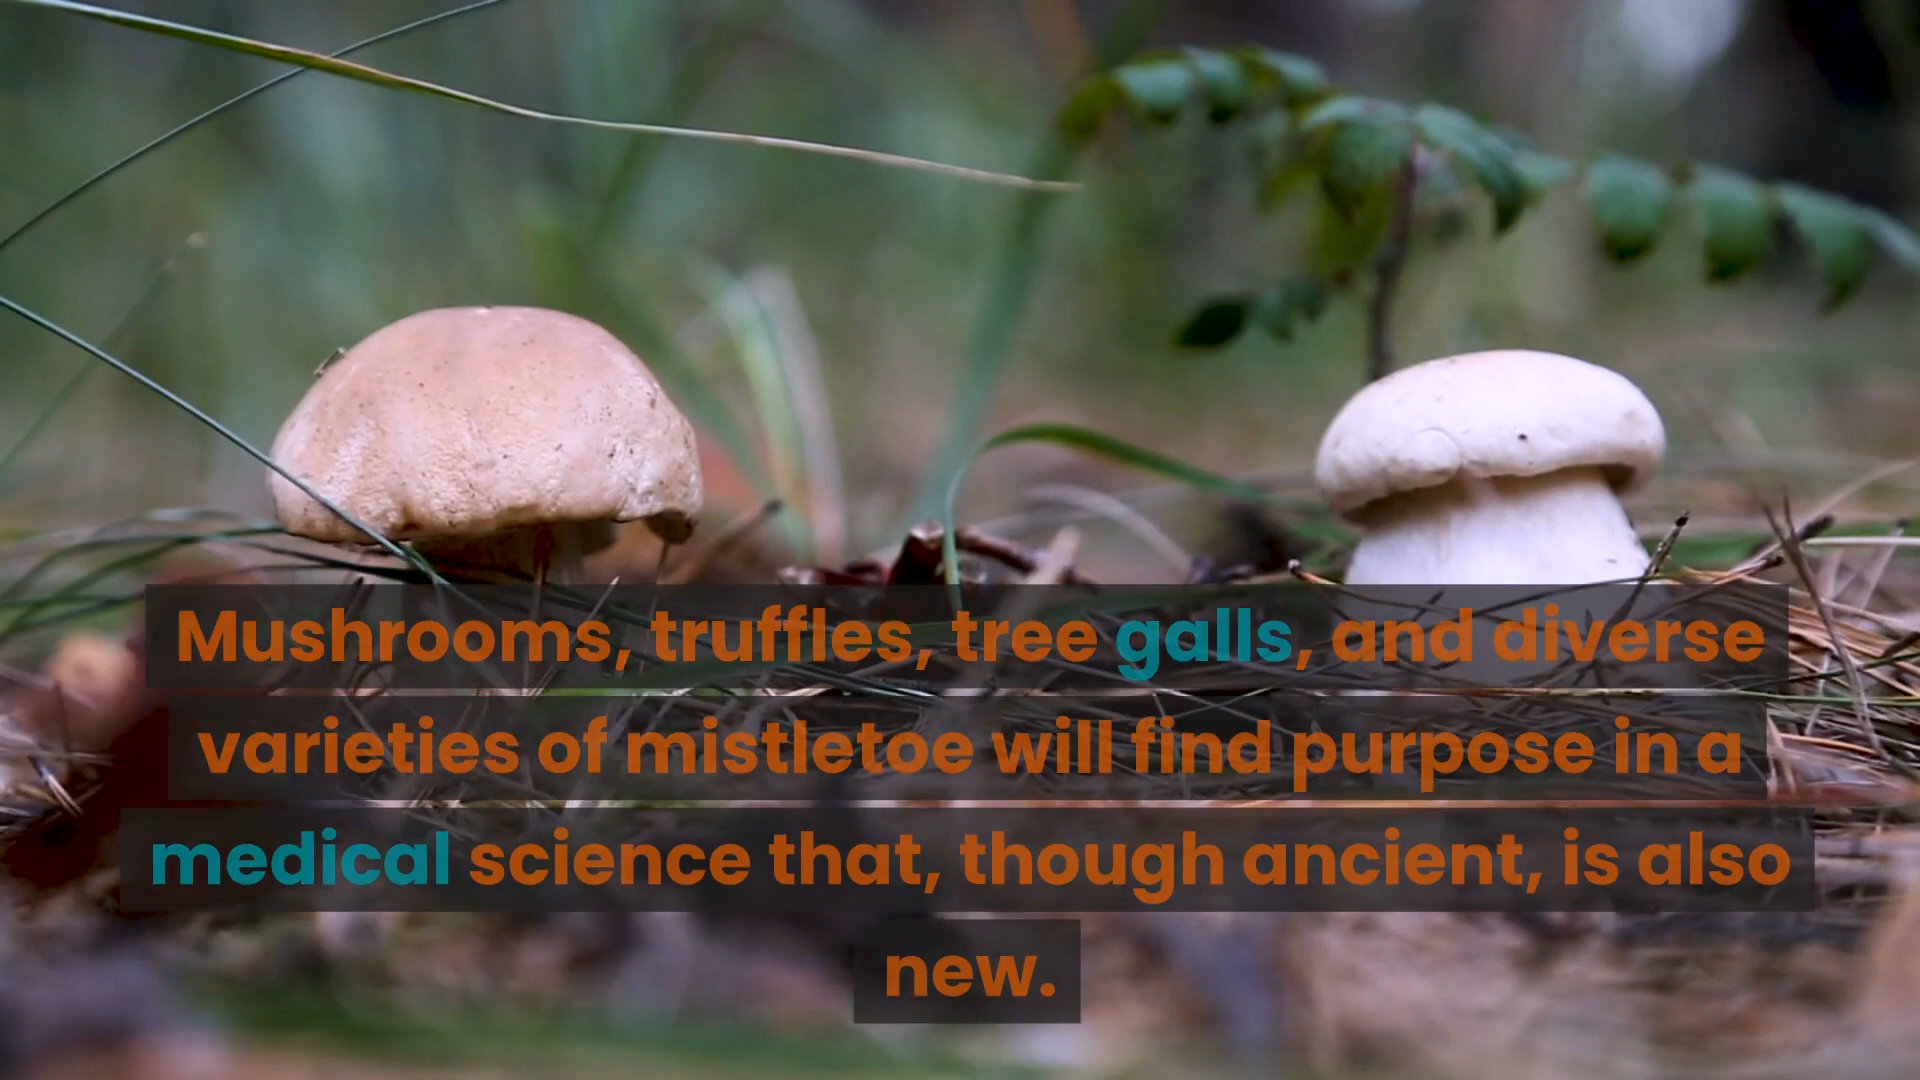 Mushrooms, truffles, tree galls, and diverse
varieties of mistletoe will find purpose in a
medical science that, though ancient, is also
new.